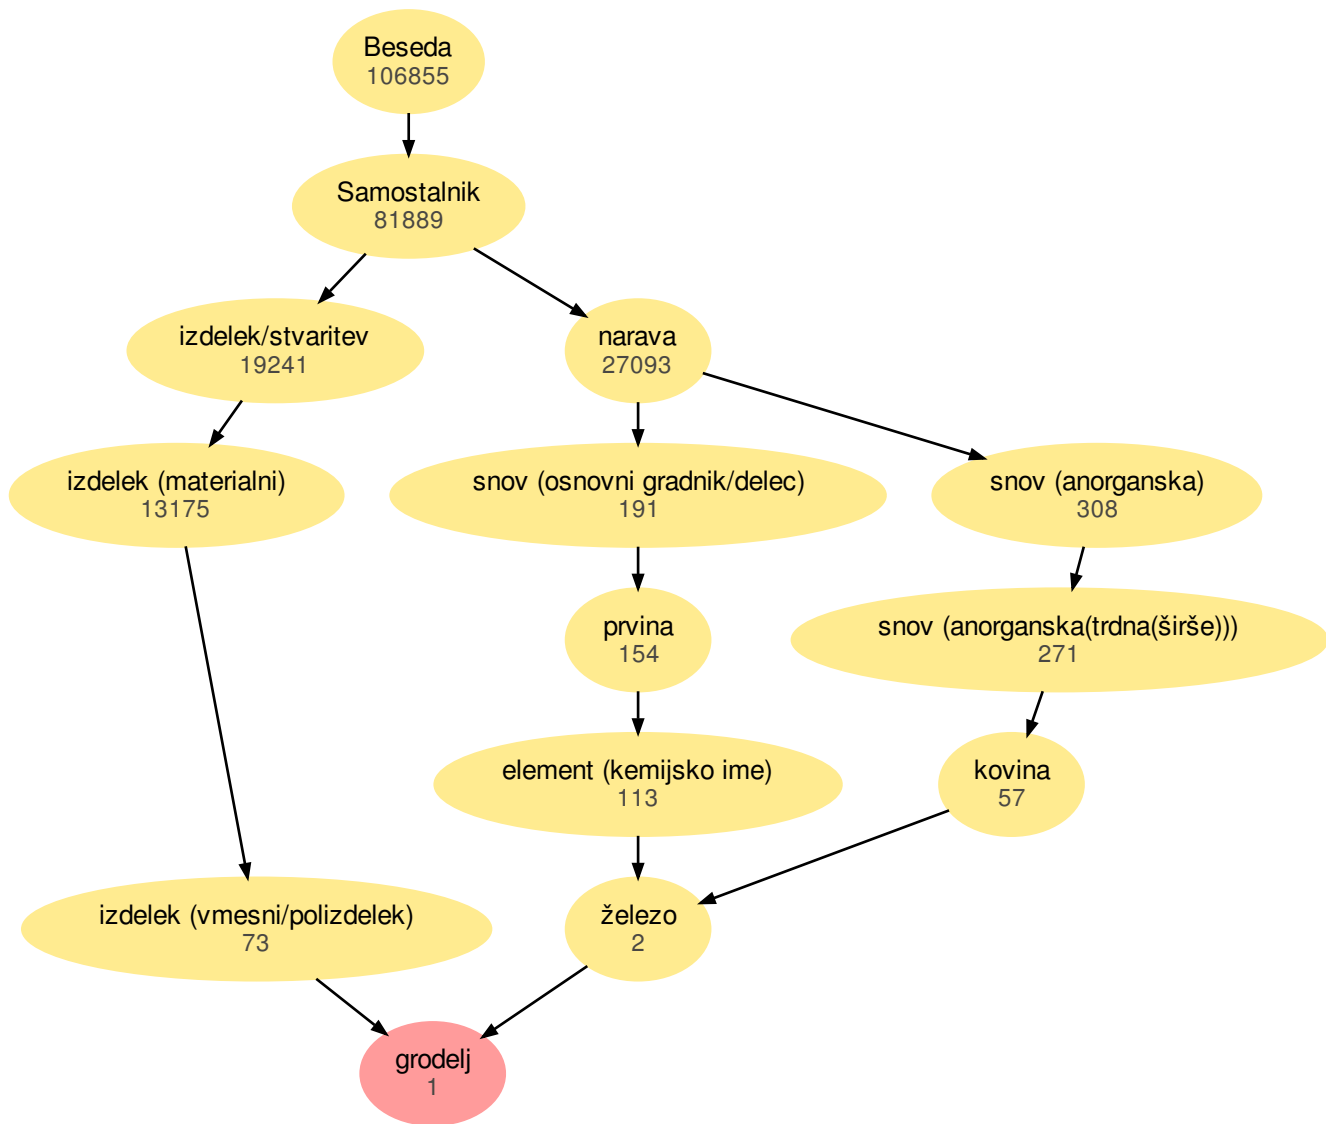 Beseda
106855
Samostalnik
81889
izdelek/stvaritev
19241
narava
27093
izdelek (materialni)
13175
snov (osnovni gradnik/delec)
191
snov (anorganska)
308
prvina
154
snov (anorganska(trdna(širše)))
271
element (kemijsko ime)
113
kovina
57
izdelek (vmesni/polizdelek)
73
železo
2
grodelj
1